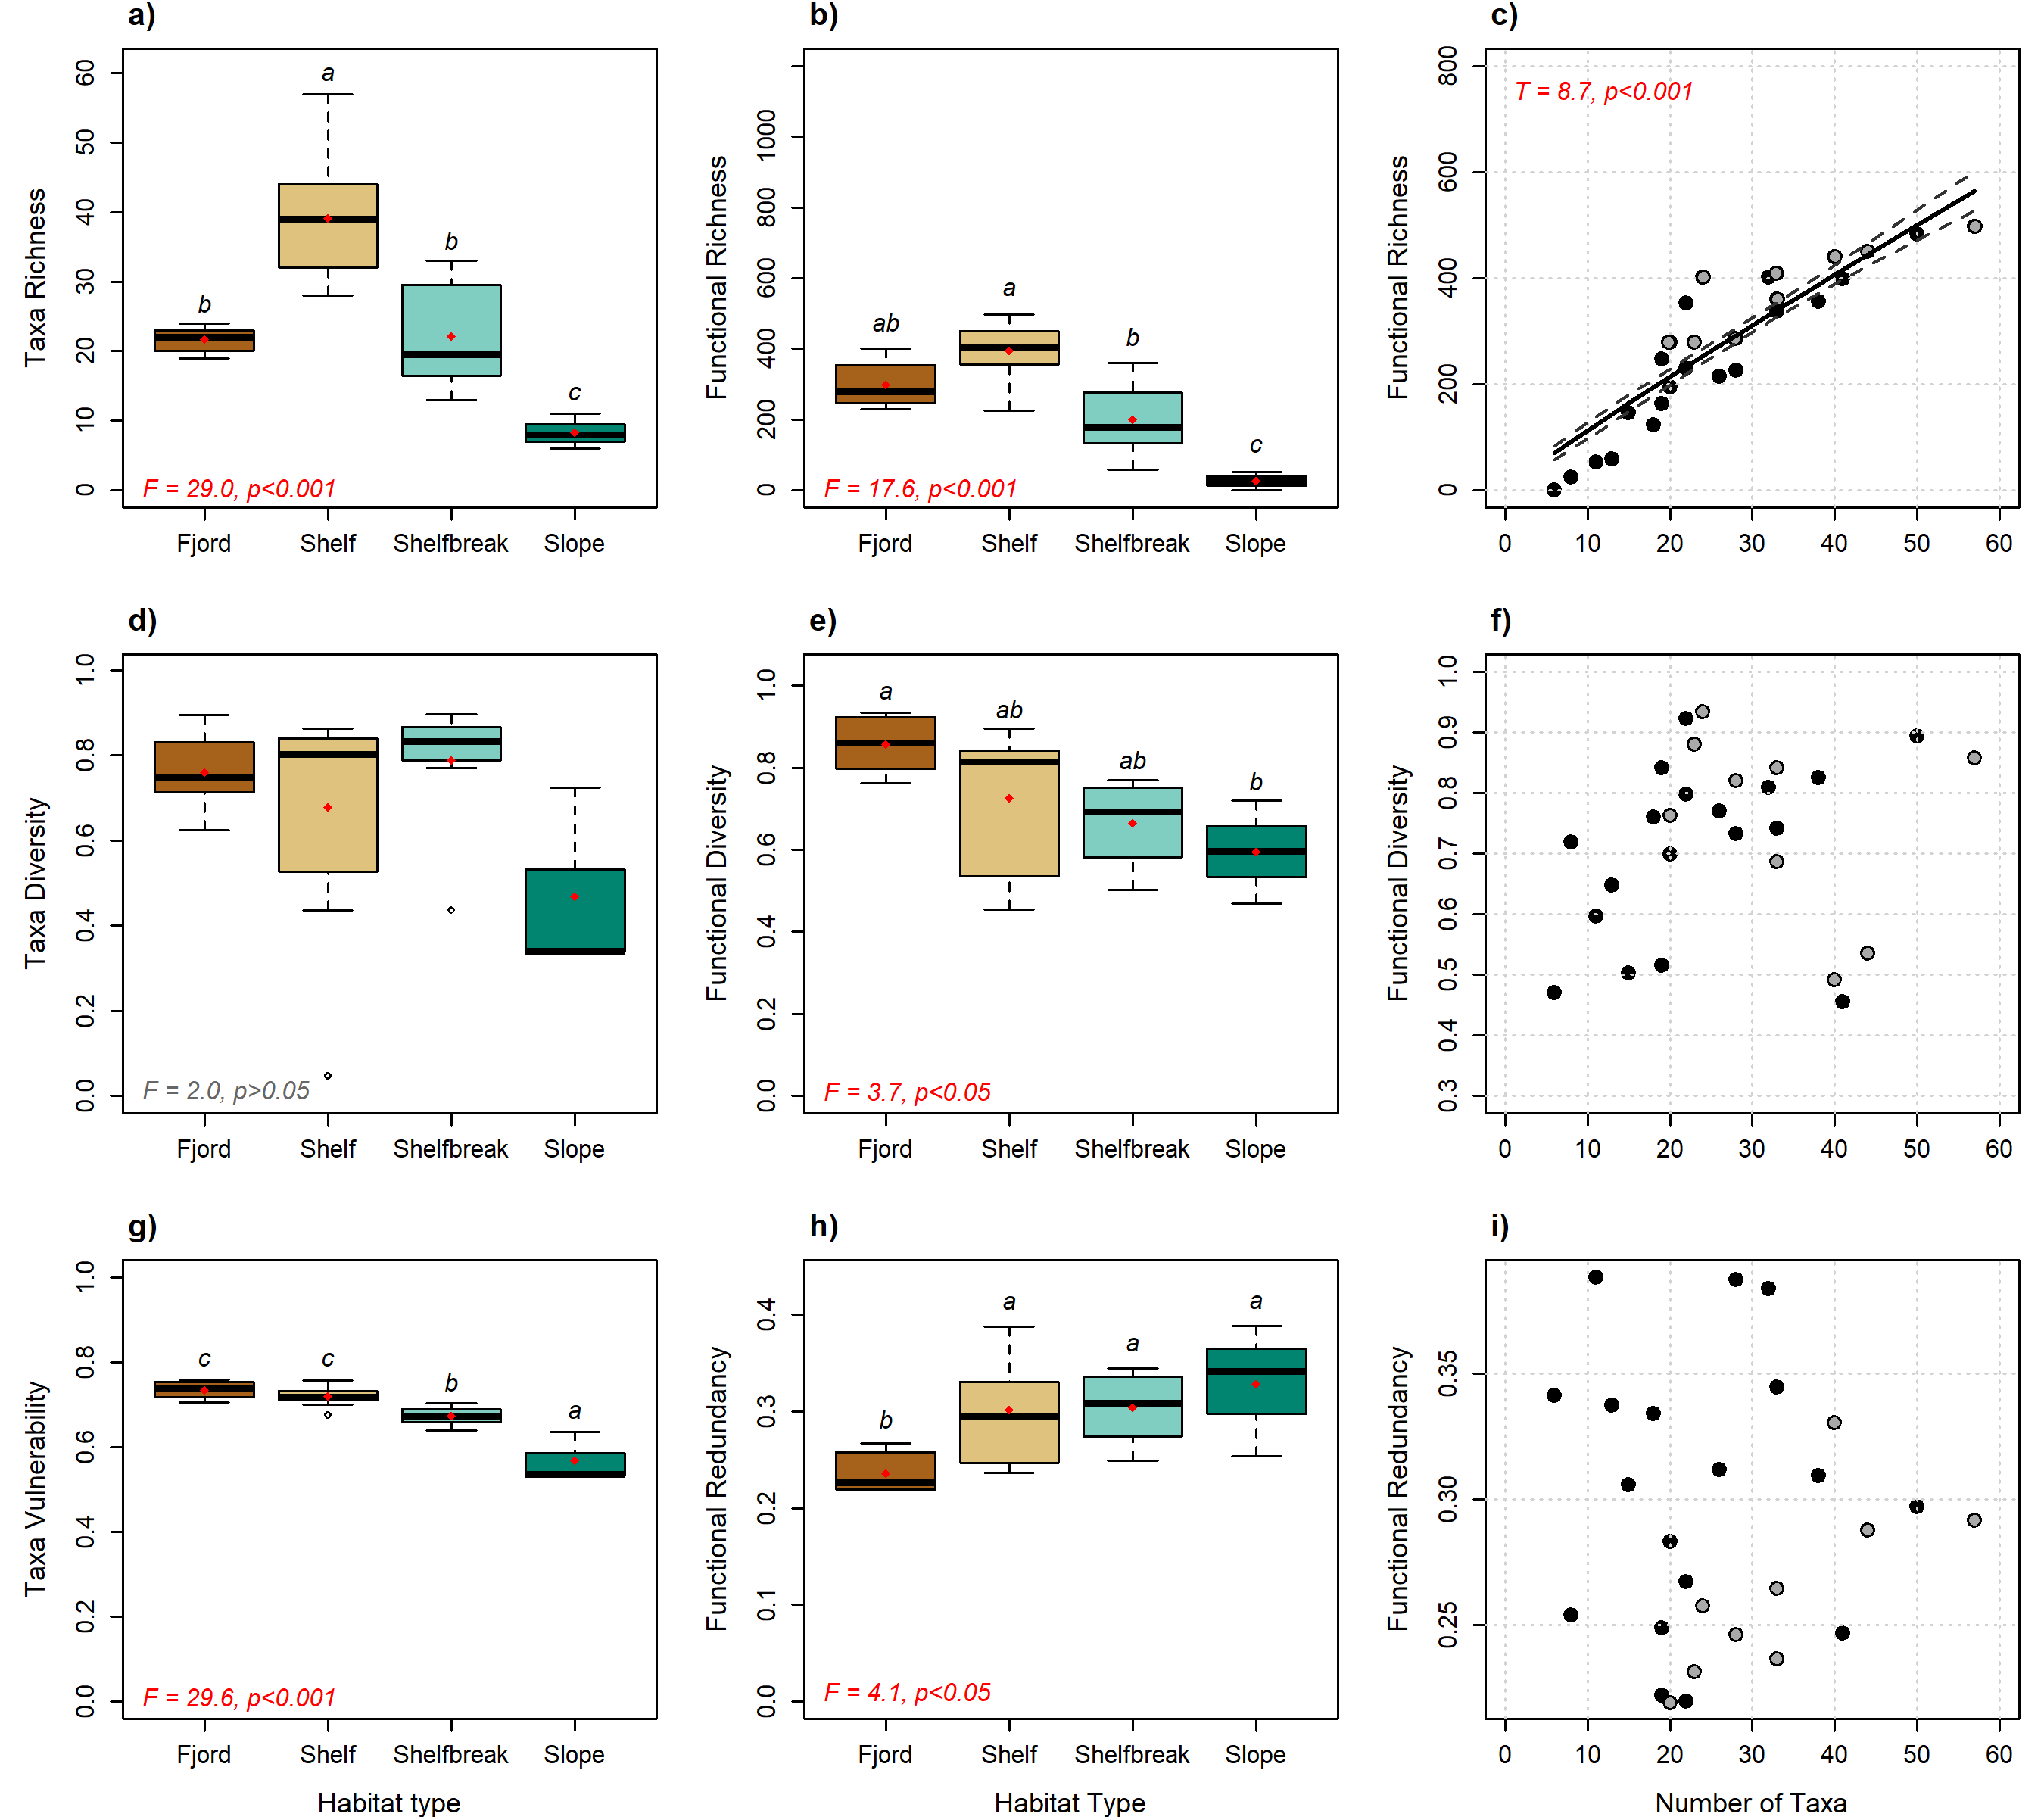 a)
Taxa Richness
0 10 20 30 40 50 60
b a b c
F = 29.0, p<0.001
Fjord Shelf Shelfbreak Slope
b)
Functional Richness
0 200 400 600 800 1000
ab a b c
F = 17.6, p<0.001
Fjord Shelf Shelfbreak Slope
c)
Functional Richness
0 200 400 600 800
T = 8.7, p<0.001
0 10 20 30 40 50 60
d)
Taxa Diversity
0.0 0.2 0.4 0.6 0.8 1.0
F = 2.0, p>0.05
Fjord Shelf Shelfbreak Slope
e)
Functional Diversity
0.0 0.2 0.4 0.6 0.8 1.0
a ab ab b
F = 3.7, p<0.05
Fjord Shelf Shelfbreak Slope
f)
Functional Diversity
0.3 0.4 0.5 0.6 0.7 0.8 0.9 1.0
0 10 20 30 40 50 60
g)
Taxa Vulnerability
0.0 0.2 0.4 0.6 0.8 1.0
c c b a
F = 29.6, p<0.001
Fjord Shelf Shelfbreak Slope
Habitat type
h)
Functional Redundancy
0.0 0.1 0.2 0.3 0.4
b a a a
F = 4.1, p<0.05
Fjord Shelf Shelfbreak Slope
Habitat Type
i)
Functional Redundancy
0.25 0.30 0.35
0 10 20 30 40 50 60
Number of Taxa